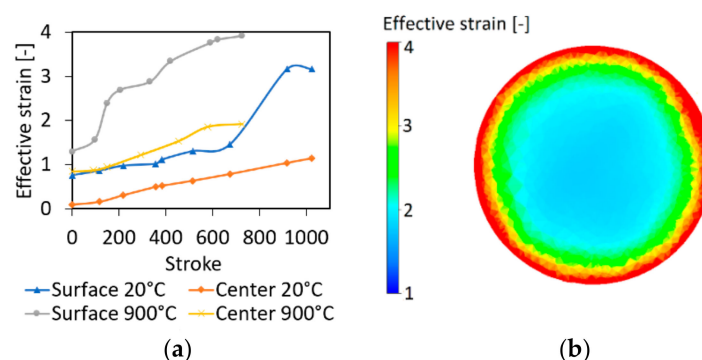 Effective strain [-]
4
3
2
1
0
0 200 400 600 800 1000
Stroke
Surface 20°C Center 20°C
Surface 900°C Center 900°C
(a)
Effective strain [-]
4
3
2
1
(b)